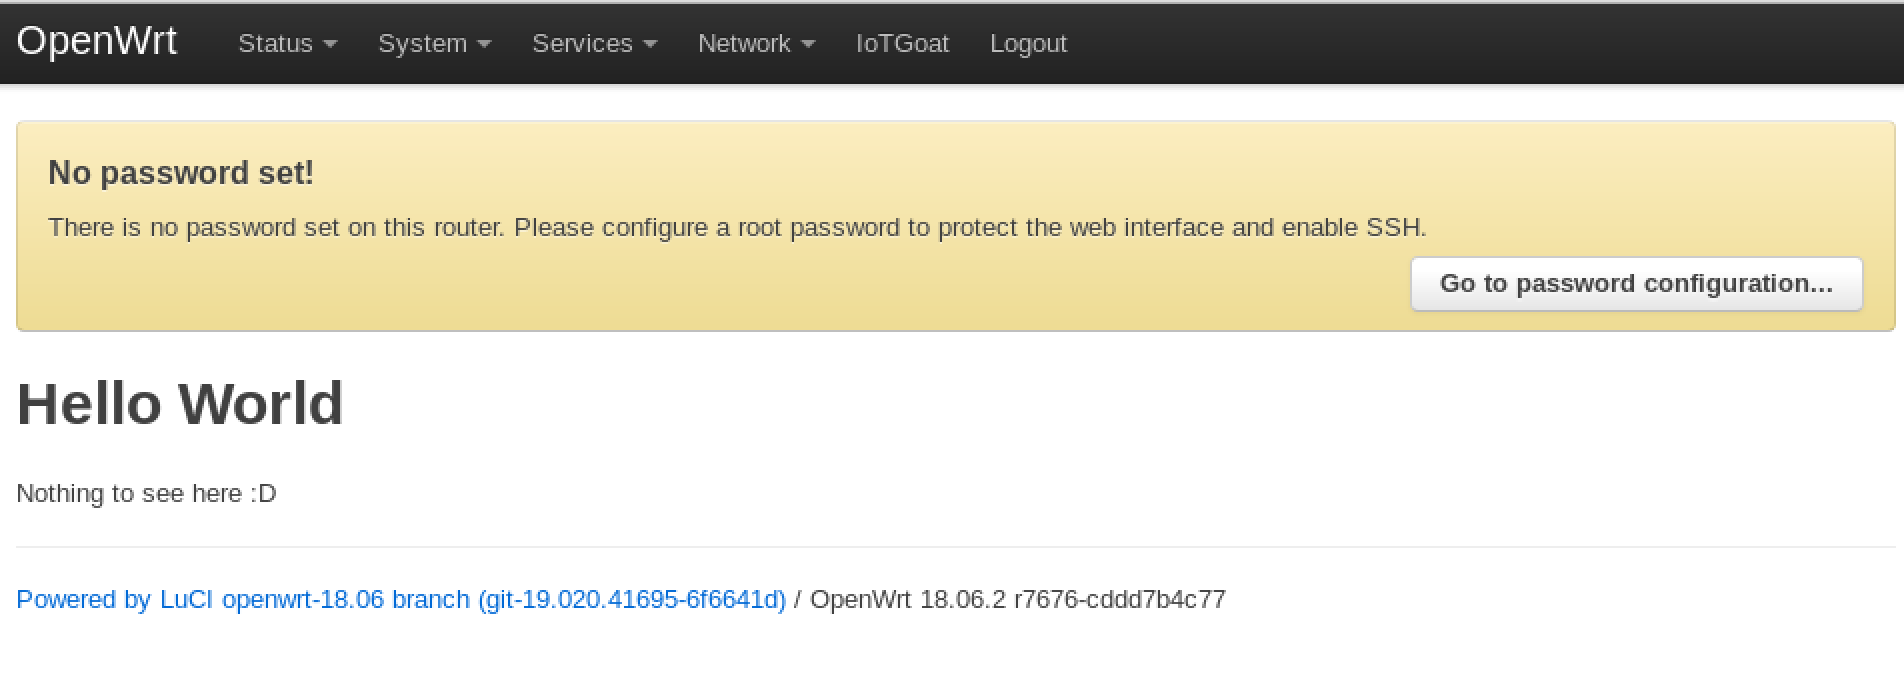 OpenWrt Status System Services Network IoTGoat Logout
No password set!
There is no password set on this router. Please configure a root password to protect the web interface and enable SSH.
Go to password configuration...
Hello World
Nothing to see here :D
Powered by LuCI openwrt-18.06 branch (git-19.020.41695-6f6641d) / OpenWrt 18.06.2 r7676-cddd7b4c77